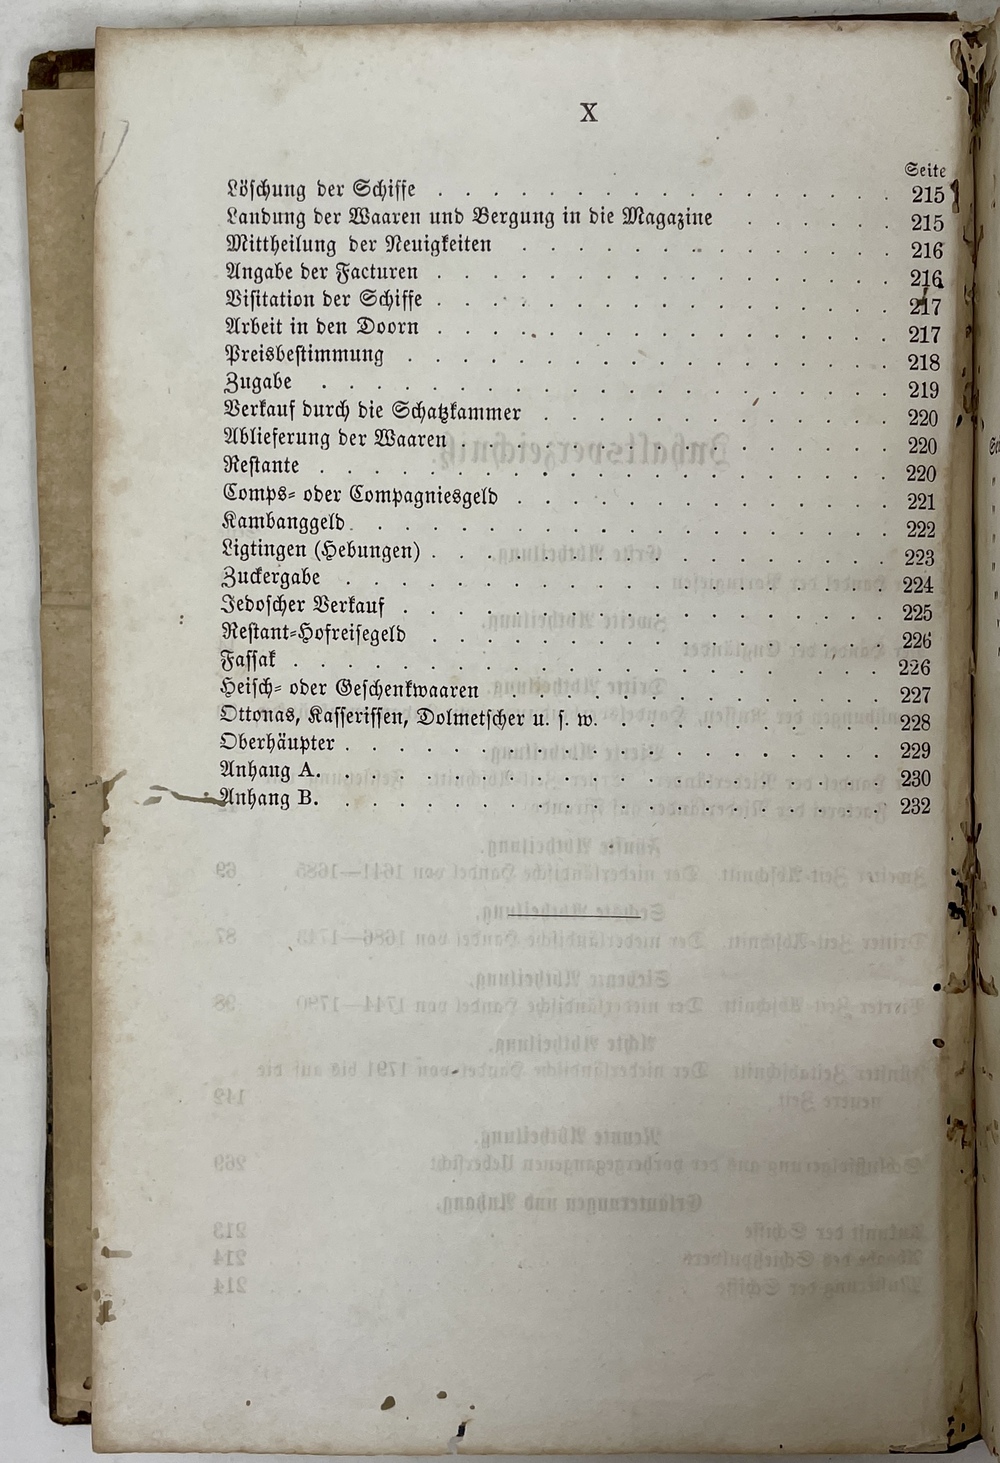 X
Seite
Löschung der Schiffe . . . . . . . . . . . . . . . . . 215
Landung der Waaren und Bergung in die Magazine . . . . . . 215
Mittheilung der Neuigkeiten . . . . . . . . . . . . . . 216
Angabe der Facturen . . . . . . . . . . . . . . . . . 216
Visitation der Schiffe . . . . . . . . . . . . . . . . . 217
Arbeit in den Doorn . . . . . . . . . . . . . . . . . 217
Preisbestimmung . . . . . . . . . . . . . . . . . . 218
Zugabe . . . . . . . . . . . . . . . . . . . . . 219
Verkauf durch die Schatzkammer . . . . . . . . . . . . . 220
Ablieferung der Waaren . . . . . . . . . . . . . . . . 220
Restante . . . . . . . . . . . . . . . . . . . . . 220
Comps- oder Compagniesgeld . . . . . . . . . . . . . . 221
Kambanggeld . . . . . . . . . . . . . . . . . . . . 222
Ligtingen (Hebungen) . . . . . . . . . . . . . . . . . 223
Zuckergabe . . . . . . . . . . . . . . . . . . . . 224
Jedoscher Verkauf . . . . . . . . . . . . . . . . . . 225
Restant-Hofreisegeld . . . . . . . . . . . . . . . . . 226
Fassak . . . . . . . . . . . . . . . . . . . . . . 226
Heisch- oder Geschenkwaaren . . . . . . . . . . . . . . 227
Ottonas, Kafferissen, Dolmetscher u. s. w. . . . . . . . . . . 228
Oberhäupter . . . . . . . . . . . . . . . . . . . . 229
Anhang A. . . . . . . . . . . . . . . . . . . . . . 230
Anhang B. . . . . . . . . . . . . . . . . . . . . . 232